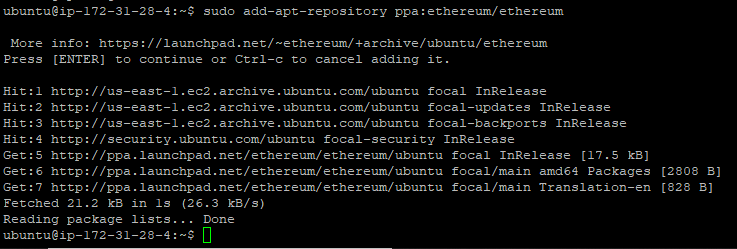 ubuntu@ip-172-31-28-4:~$ sudo add-apt-repository ppa:ethereum/ethereum
More info: https://launchpad.net/~ethereum/+archive/ubuntu/ethereum
Press [ENTER] to continue or Ctrl-c to cancel adding it.
Hit:1 http://us-east-1.ec2.archive.ubuntu.com/ubuntu focal InRelease
Hit:2 http://us-east-1.ec2.archive.ubuntu.com/ubuntu focal-updates InRelease
Hit:3 http://us-east-1.ec2.archive.ubuntu.com/ubuntu focal-backports InRelease
Hit:4 http://security.ubuntu.com/ubuntu focal-security InRelease
Get:5 http://ppa.launchpad.net/ethereum/ethereum/ubuntu focal InRelease [17.5 kB]
Get:6 http://ppa.launchpad.net/ethereum/ethereum/ubuntu focal/main amd64 Packages [2808 B]
Get:7 http://ppa.launchpad.net/ethereum/ethereum/ubuntu focal/main Translation-en [828 B]
Fetched 21.2 kB in 1s (26.3 kB/s)
Reading package lists... Done
ubuntu@ip-172-31-28-4:~$